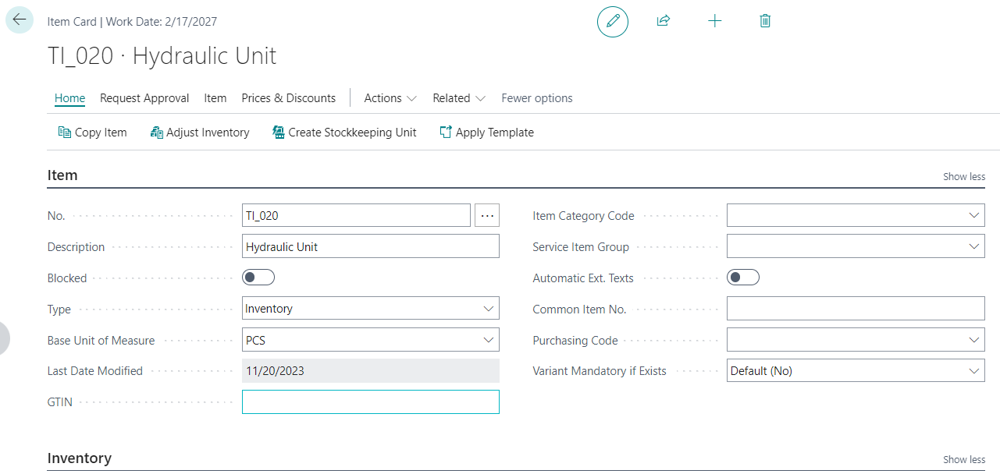 Item Card | Work Date: 2/17/2027
TI_020 · Hydraulic Unit
Home Request Approval Item Prices & Discounts Actions Related Fewer options
Copy Item Adjust Inventory Create Stockkeeping Unit Apply Template
Item Show less
No. TI_020 ... Item Category Code
Description Hydraulic Unit Service Item Group
Blocked Automatic Ext. Texts
Type Inventory Common Item No.
Base Unit of Measure PCS Purchasing Code
Last Date Modified 11/20/2023 Variant Mandatory if Exists Default (No)
GTIN
Inventory Show less